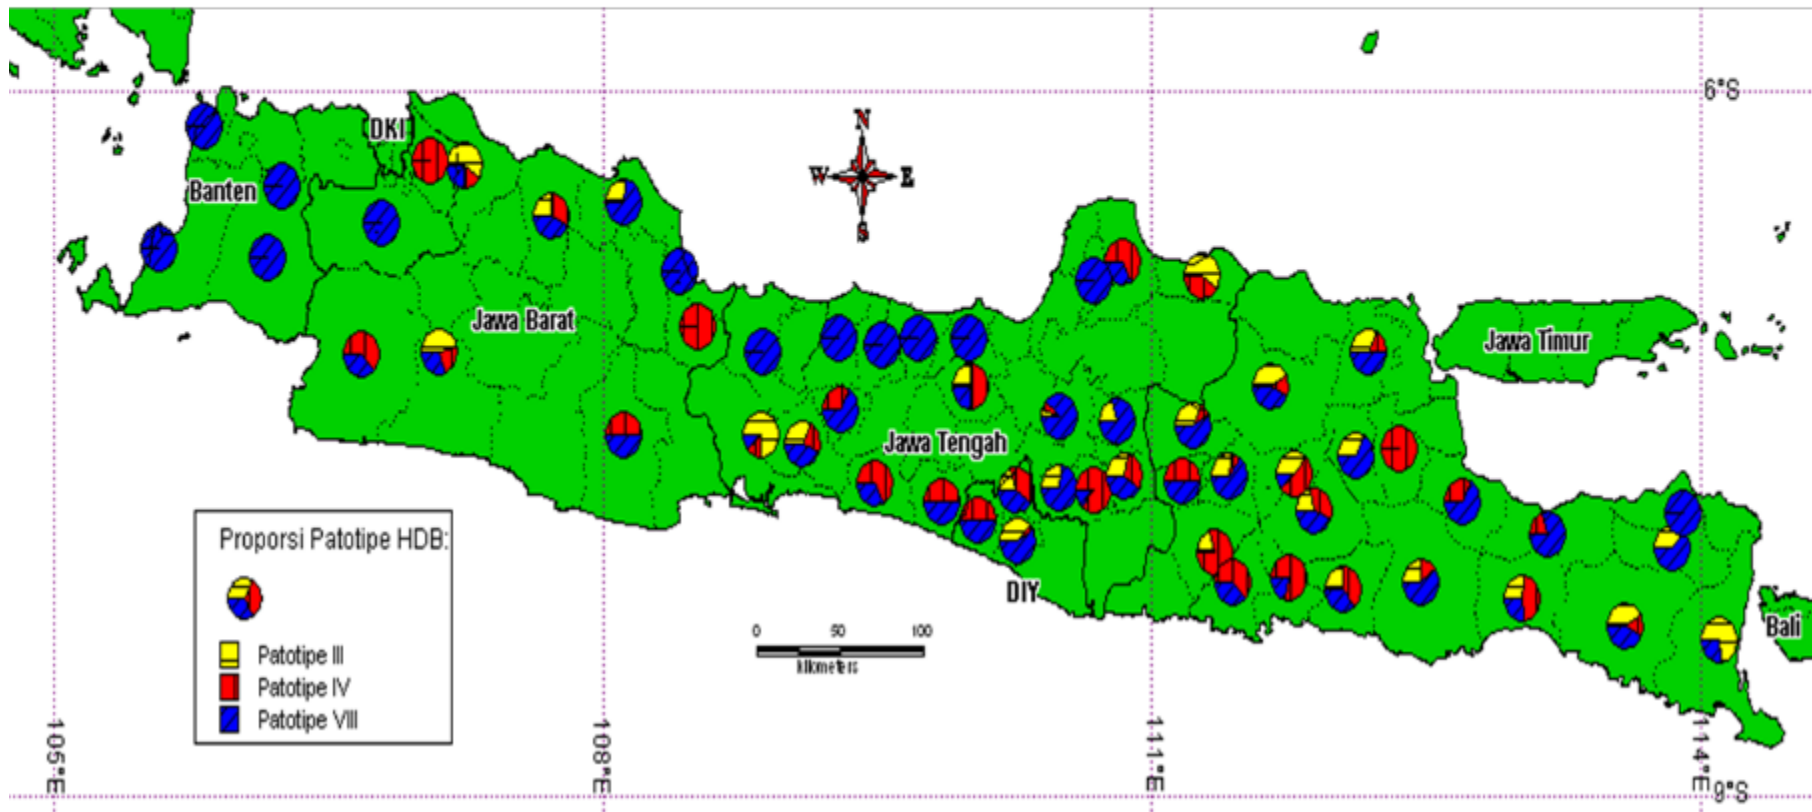 6°S
N
W E
S
DKI
Banten
Jawa Barat
Jawa Timur
Jawa Tengah
DIY
Bali
Proporsi Patotipe HDB:
Patotipe III
Patotipe IV
Patotipe VIII
0 50 100
kilometers
105°E
108°E
111°E
114°E
9°S